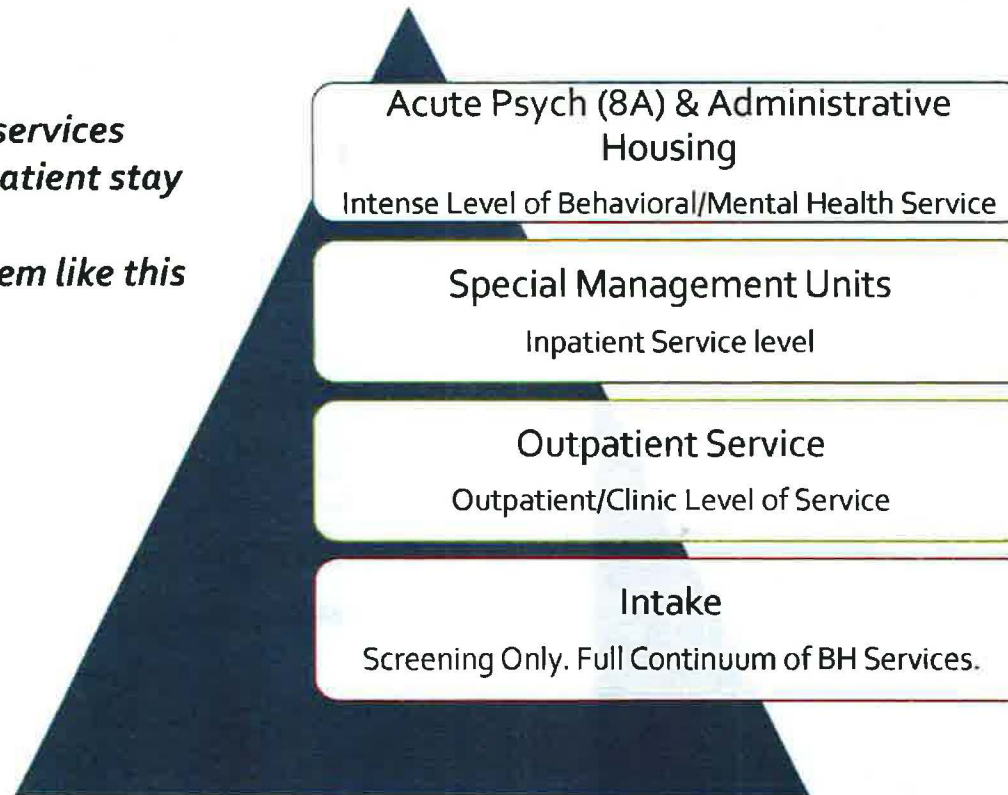 services
atient stay
em like this
Acute Psych (8A) & Administrative
Housing
Intense Level of Behavioral/Mental Health Service
Special Management Units
Inpatient Service level
Outpatient Service
Outpatient/Clinic Level of Service
Intake
Screening Only. Full Continuum of BH Services.